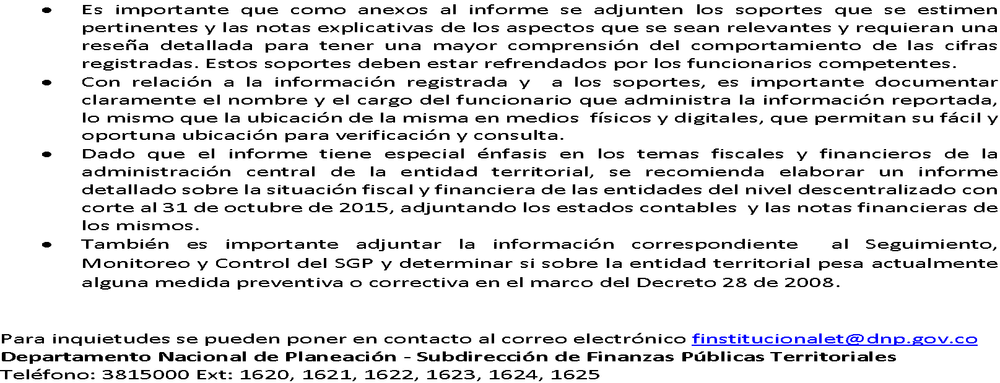 • Es importante que como anexos al informe se adjunten los soportes que se estimen
pertinentes y las notas explicativas de los aspectos que se sean relevantes y requieran una
reseña detallada para tener una mayor comprensión del comportamiento de las cifras
registradas. Estos soportes deben estar refrendados por los funcionarios competentes.
• Con relación a la información registrada y a los soportes, es importante documentar
claramente el nombre y el cargo del funcionario que administra la información reportada,
lo mismo que la ubicación de la misma en medios físicos y digitales, que permitan su fácil y
oportuna ubicación para verificación y consulta.
• Dado que el informe tiene especial énfasis en los temas fiscales y financieros de la
administración central de la entidad territorial, se recomienda elaborar un informe
detallado sobre la situación fiscal y financiera de las entidades del nivel descentralizado con
corte al 31 de octubre de 2015, adjuntando los estados contables y las notas financieras de
los mismos.
• También es importante adjuntar la información correspondiente al Seguimiento,
Monitoreo y Control del SGP y determinar si sobre la entidad territorial pesa actualmente
alguna medida preventiva o correctiva en el marco del Decreto 28 de 2008.
Para inquietudes se pueden poner en contacto al correo electrónico finstitucionalet@dnp.gov.co
Departamento Nacional de Planeación - Subdirección de Finanzas Públicas Territoriales
Teléfono: 3815000 Ext: 1620, 1621, 1622, 1623, 1624, 1625